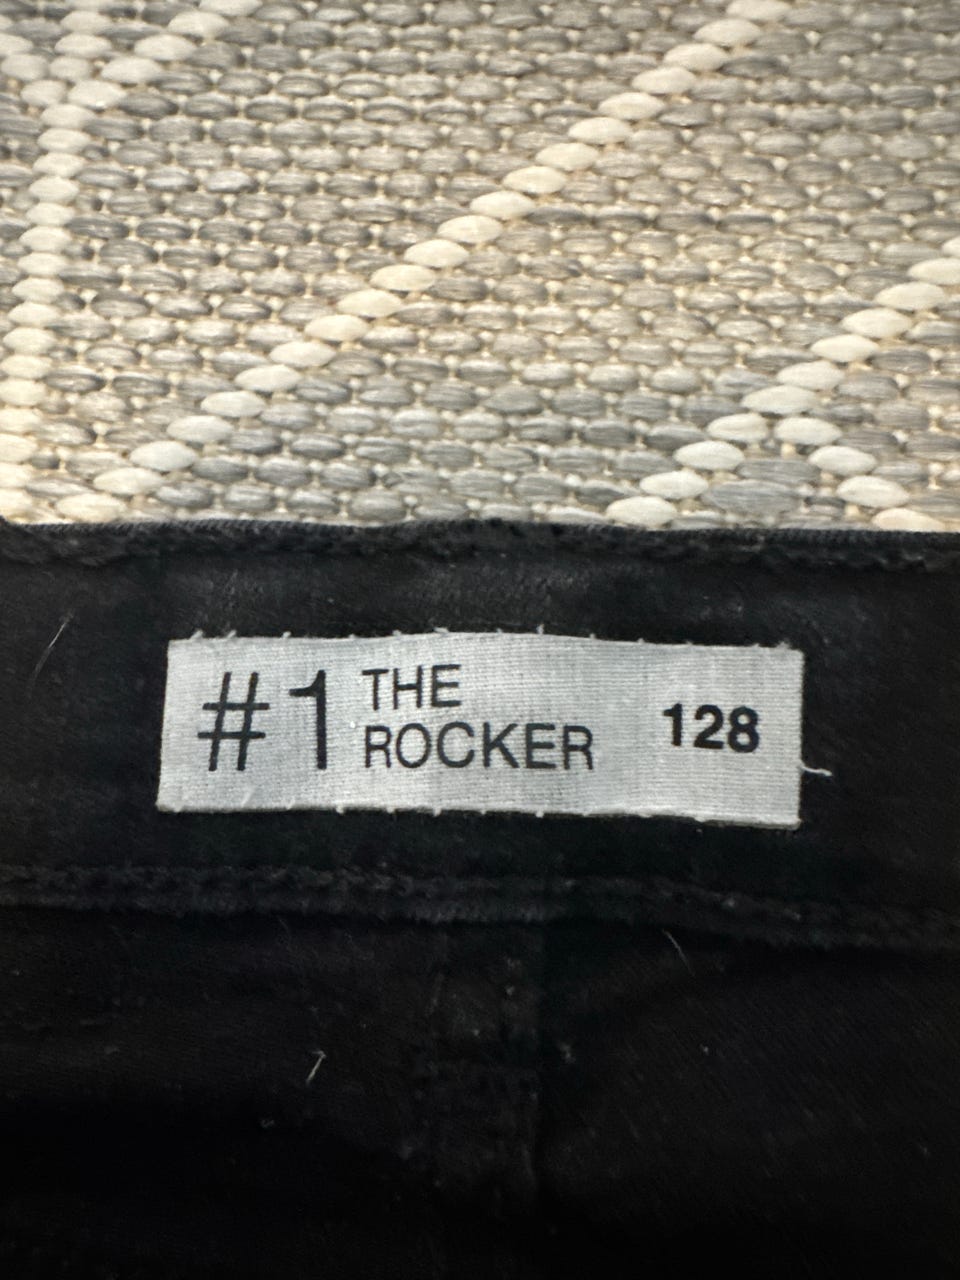 #1 THE
ROCKER
128